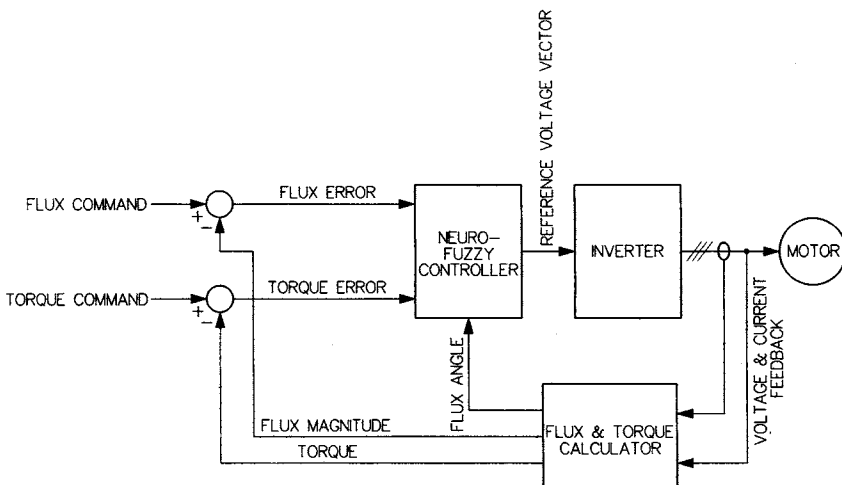 REFERENCE VOLTAGE VECTOR
FLUX COMMAND
+
−
FLUX ERROR
NEURO-
FUZZY
CONTROLLER
INVERTER
MOTOR
TORQUE COMMAND
+
−
TORQUE ERROR
FLUX ANGLE
VOLTAGE & CURRENT
FEEDBACK
FLUX MAGNITUDE
TORQUE
FLUX & TORQUE
CALCULATOR